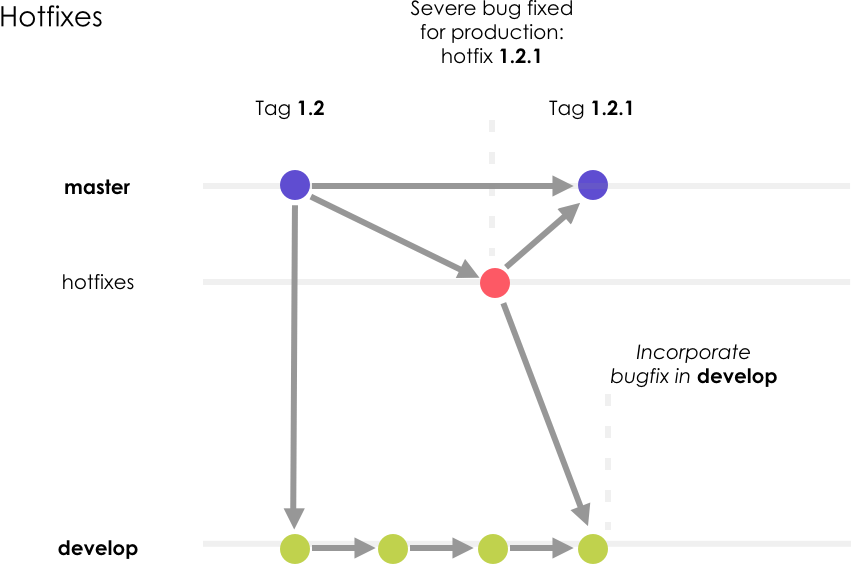 Hotfixes
Severe bug fixed
for production:
hotfix 1.2.1
Tag 1.2
Tag 1.2.1
master
hotfixes
Incorporate
bugfix in develop
develop